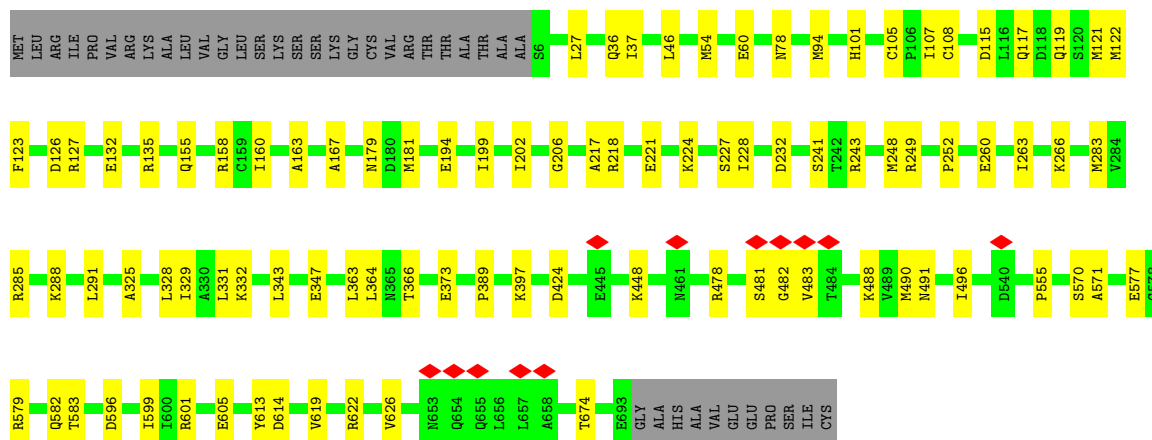 MET LEU ARG ILE PRO VAL ARG LYS ALA LEU VAL GLY LEU SER LYS SER SER LYS GLY CYS VAL ARG THR THR ALA THR ALA ALA S6 L27 Q36 I37 L46 M54 E60 N78 M94 H101 C105 P106 I107 C108 D115 L116 Q117 D118 Q119 S120 M121 M122
F123 D126 R127 E132 R135 Q155 R158 C159 I160 A163 A167 N179 D180 M181 E194 I199 I202 G206 A217 R218 E221 K224 S227 I228 D232 S241 T242 R243 M248 R249 P252 E260 I263 K266 M283 V284
R285 K288 L291 A325 L328 I329 A330 L331 K332 L343 E347 L363 L364 N365 T366 E373 P389 K397 D424 E445 K448 N461 R478 S481 G482 V483 T484 K488 V489 M490 N491 I496 D540 P555 S570 A571 E577
R579 Q582 T583 D596 I599 I600 R601 E605 Y613 D614 V619 R622 V626 N653 Q654 Q655 L656 L657 A658 T674 E693 GLY ALA HIS ALA VAL GLU GLU PRO SER ILE CYS